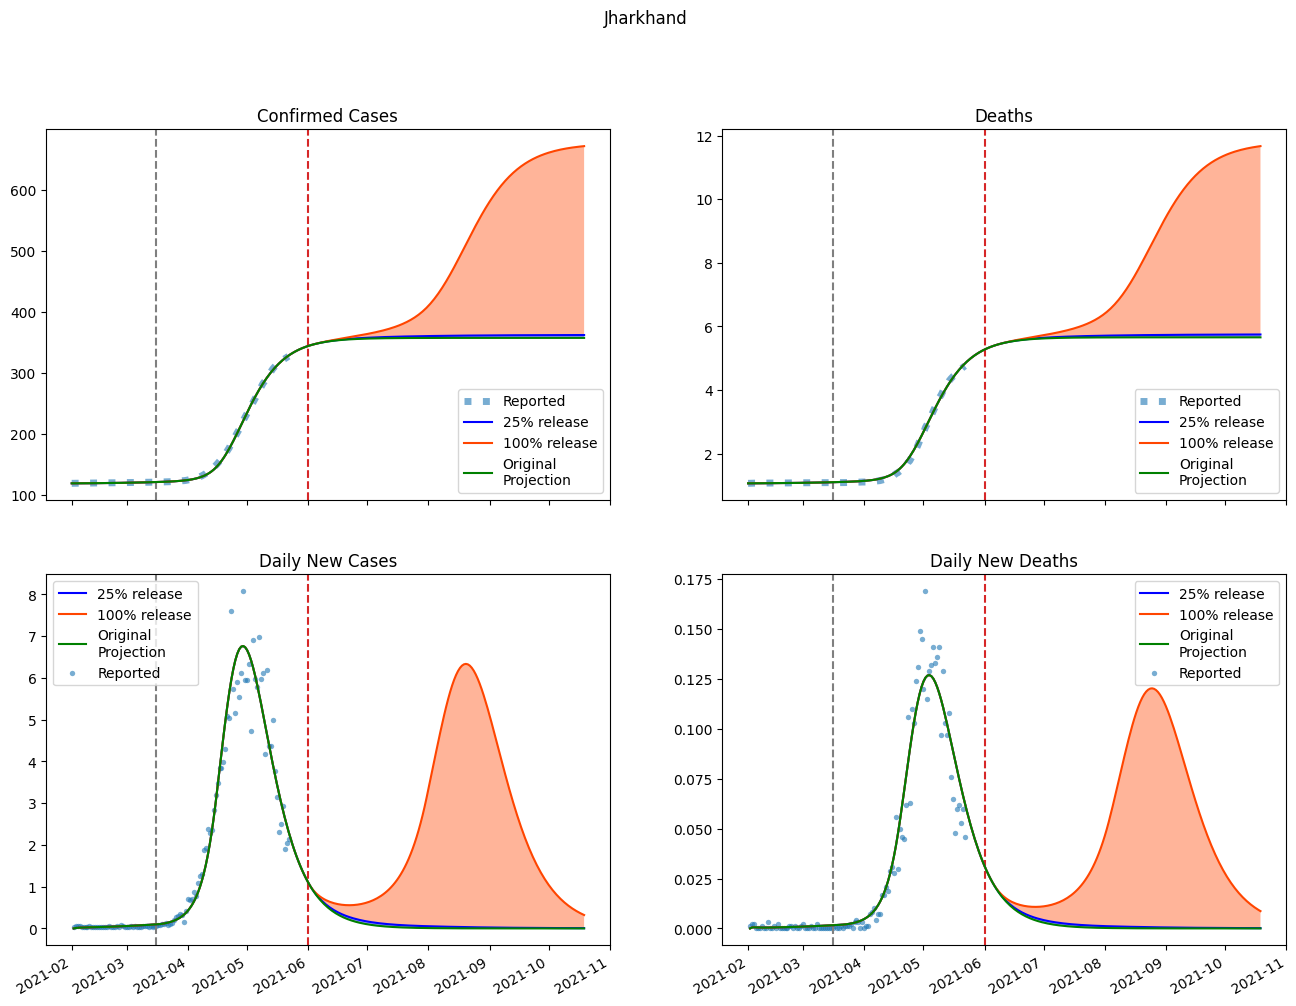 Jharkhand
Confirmed Cases
600
500
400
300
200
100
Reported
25% release
100% release
Original
Projection
Deaths
12
10
8
6
4
2
Reported
25% release
100% release
Original
Projection
Daily New Cases
8
7
6
5
4
3
2
1
0
25% release
100% release
Original
Projection
Reported
2021-02
2021-03
2021-04
2021-05
2021-06
2021-07
2021-08
2021-09
2021-10
2021-11
Daily New Deaths
0.175
0.150
0.125
0.100
0.075
0.050
0.025
0.000
25% release
100% release
Original
Projection
Reported
2021-02
2021-03
2021-04
2021-05
2021-06
2021-07
2021-08
2021-09
2021-10
2021-11